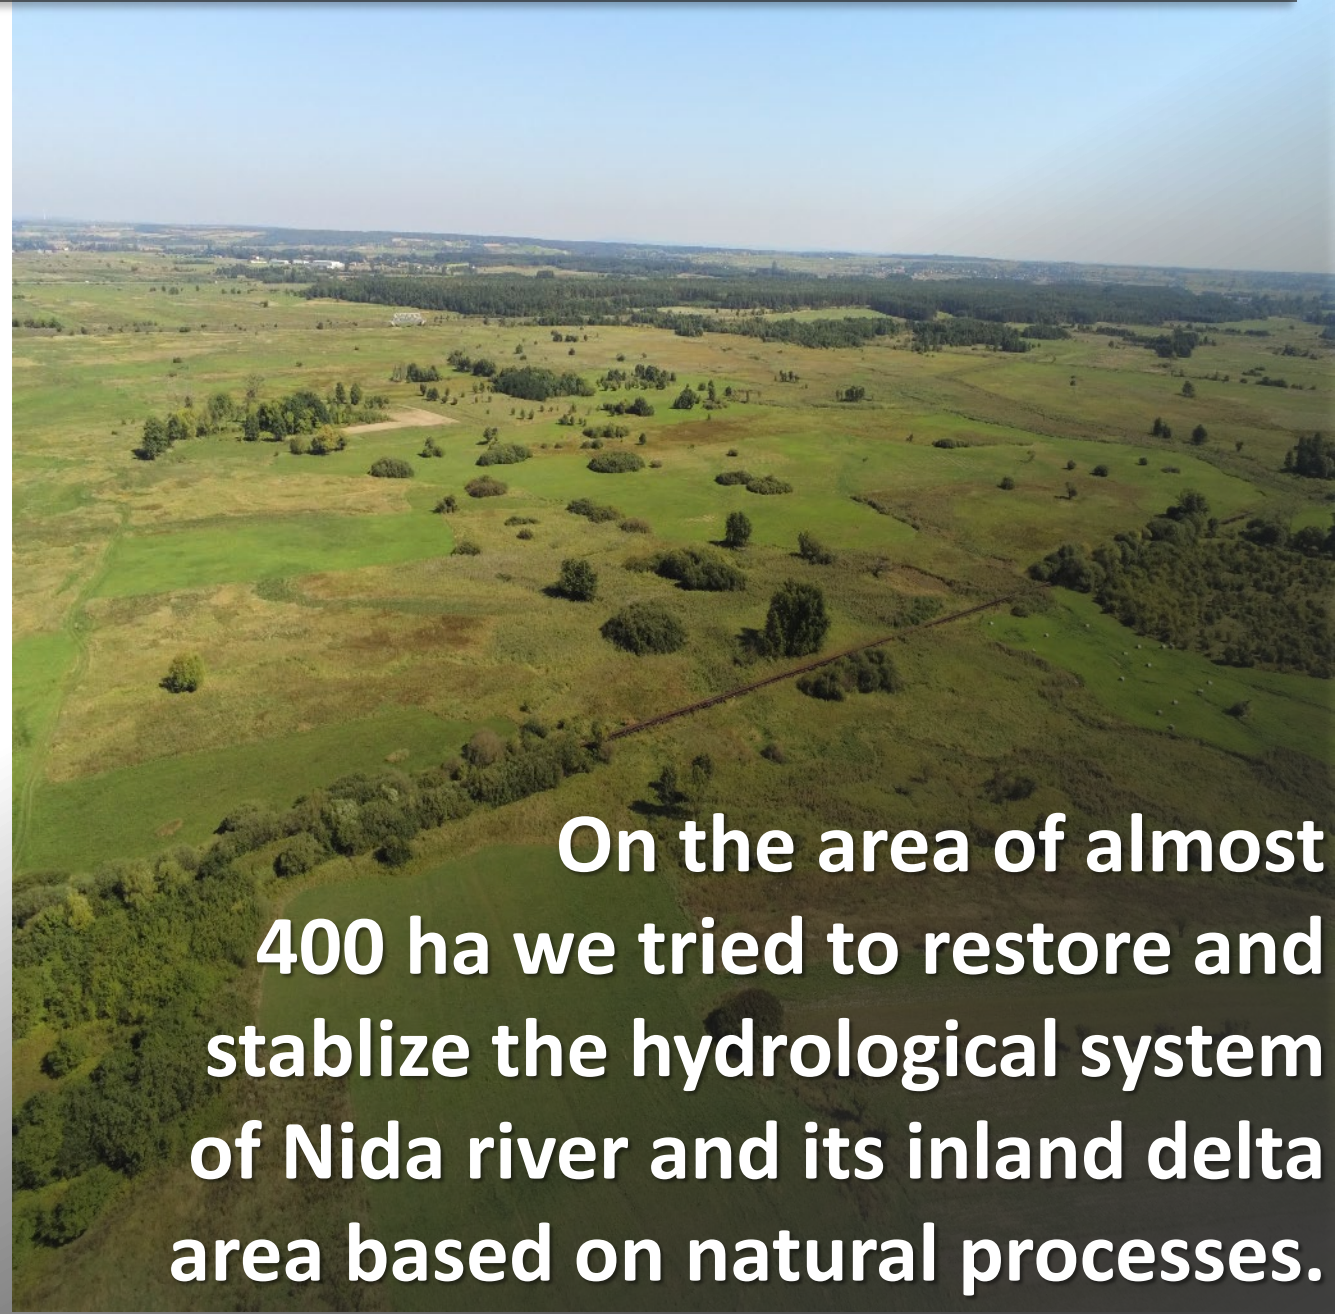 On the area of almost
400 ha we tried to restore and
stablize the hydrological system
of Nida river and its inland delta
area based on natural processes.